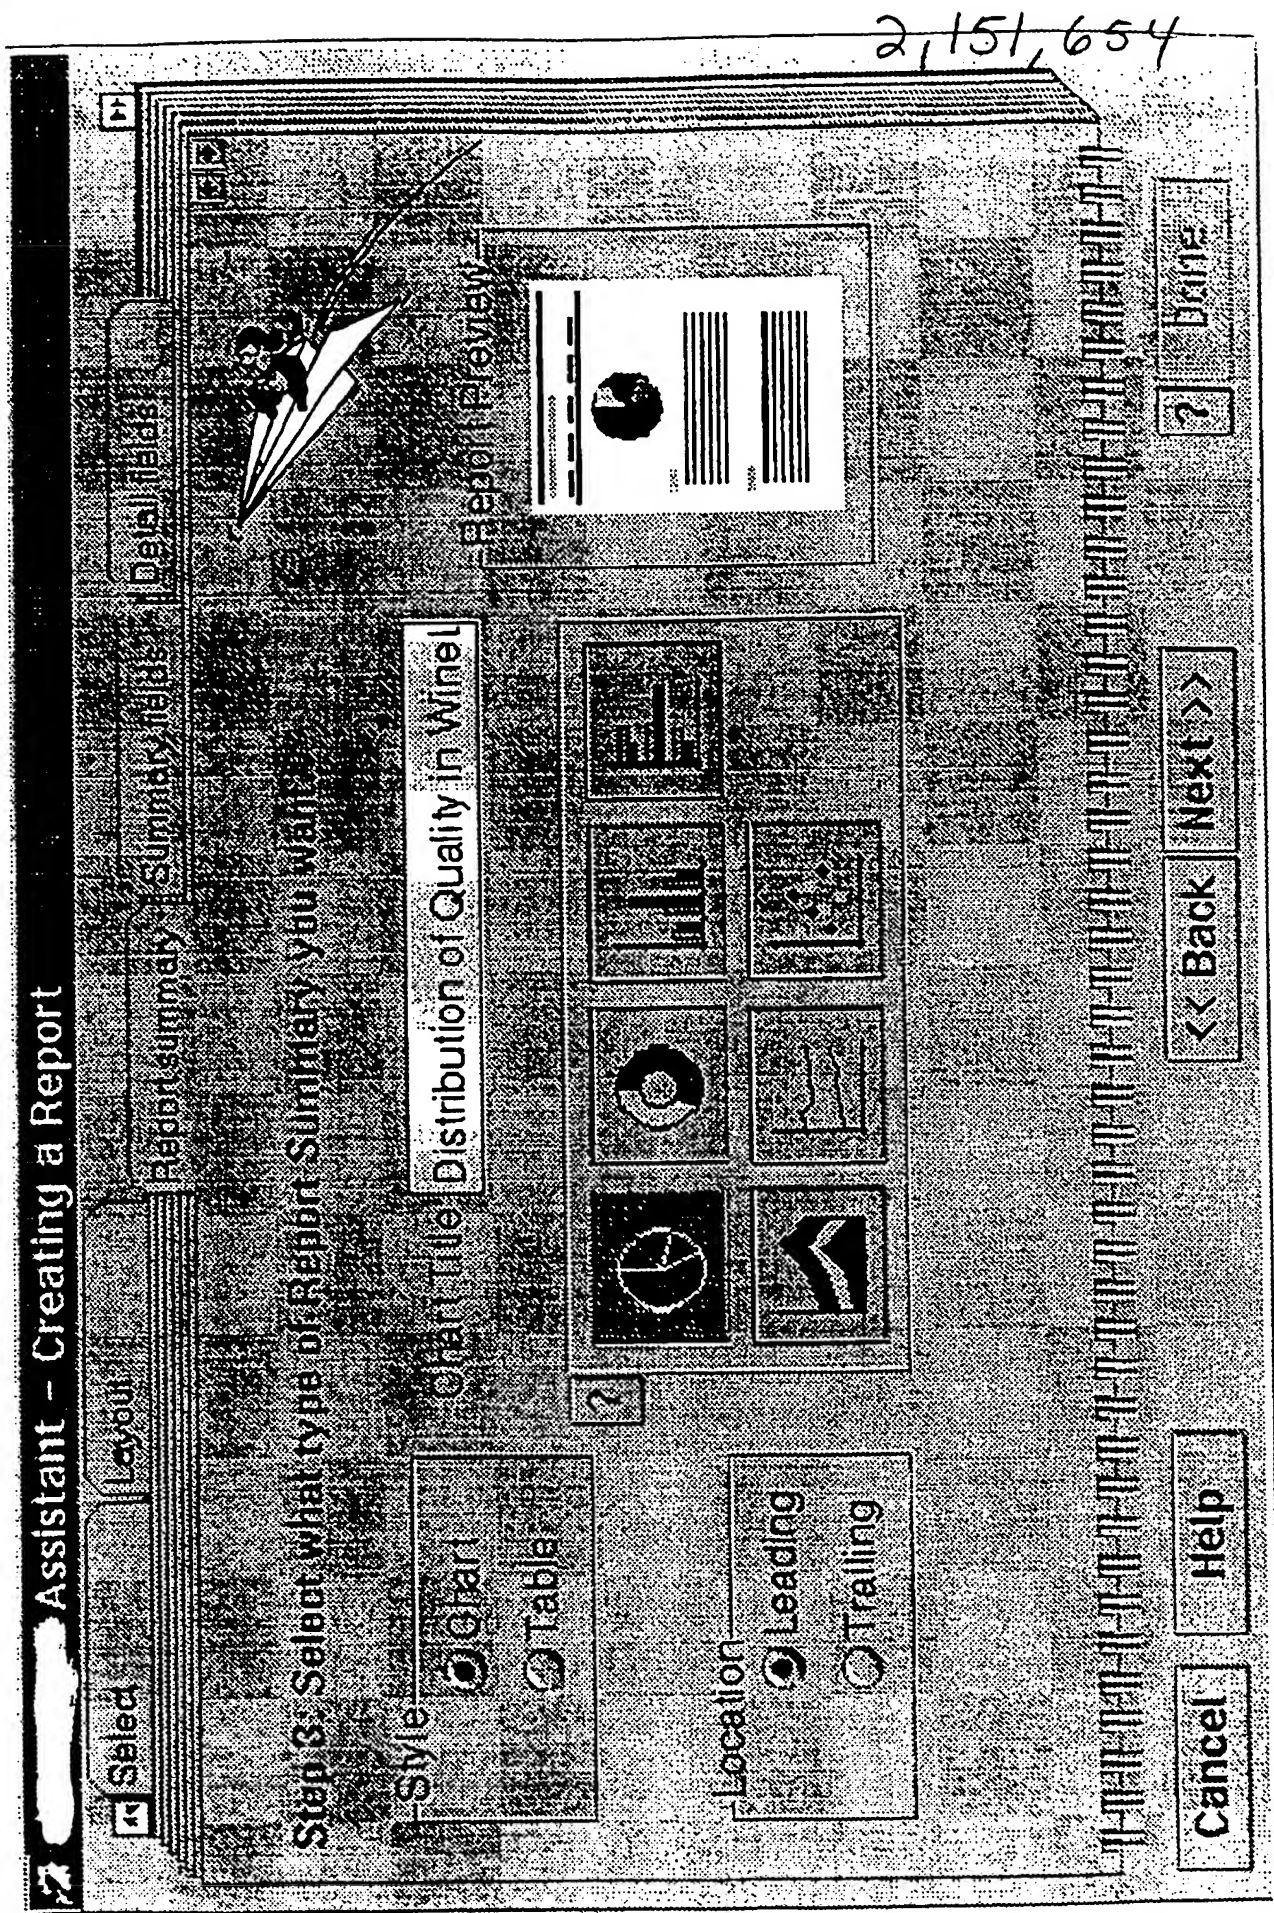 2,151,654
Assistant - Creating a Report
Select
Layout
Report summary
Summary fields
Detail fields
Step 3: Select what type of Report Summary you want:
Style
Chart
Table
Chart Title
Distribution of Quality in Wine
Report Preview
?
Location
Leading
Trailing
Cancel
Help
<< Back
Next >>
?
Done